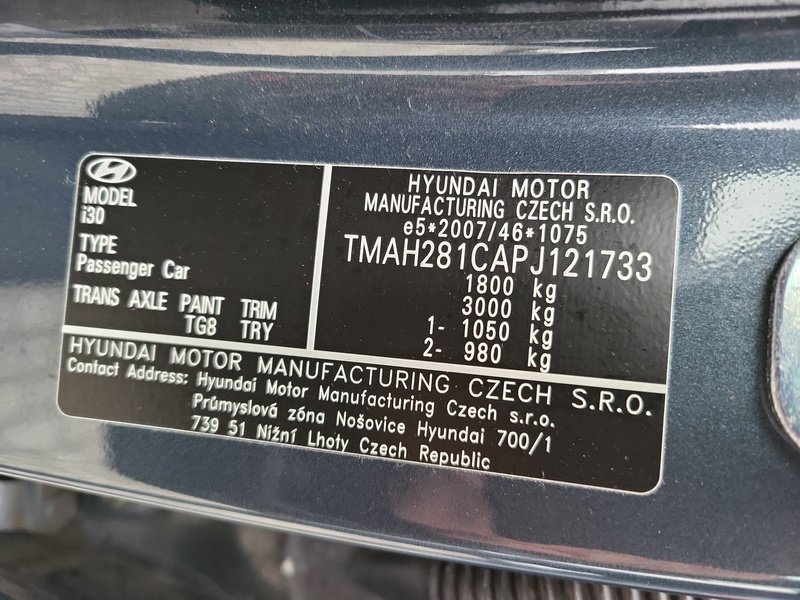 MODEL
i30
TYPE
Passenger Car
TRANS AXLE PAINT TRIM
TG8 TRY
HYUNDAI MOTOR
MANUFACTURING CZECH S.R.O.
e5*2007/46*1075
TMAH281CAPJ121733
1800 kg
3000 kg
1- 1050 kg
2- 980 kg
HYUNDAI MOTOR MANUFACTURING CZECH S.R.O.
Contact Address: Hyundai Motor Manufacturing Czech s.r.o.
Průmyslová zóna Nošovice Hyundai 700/1
739 51 Nižní Lhoty Czech Republic